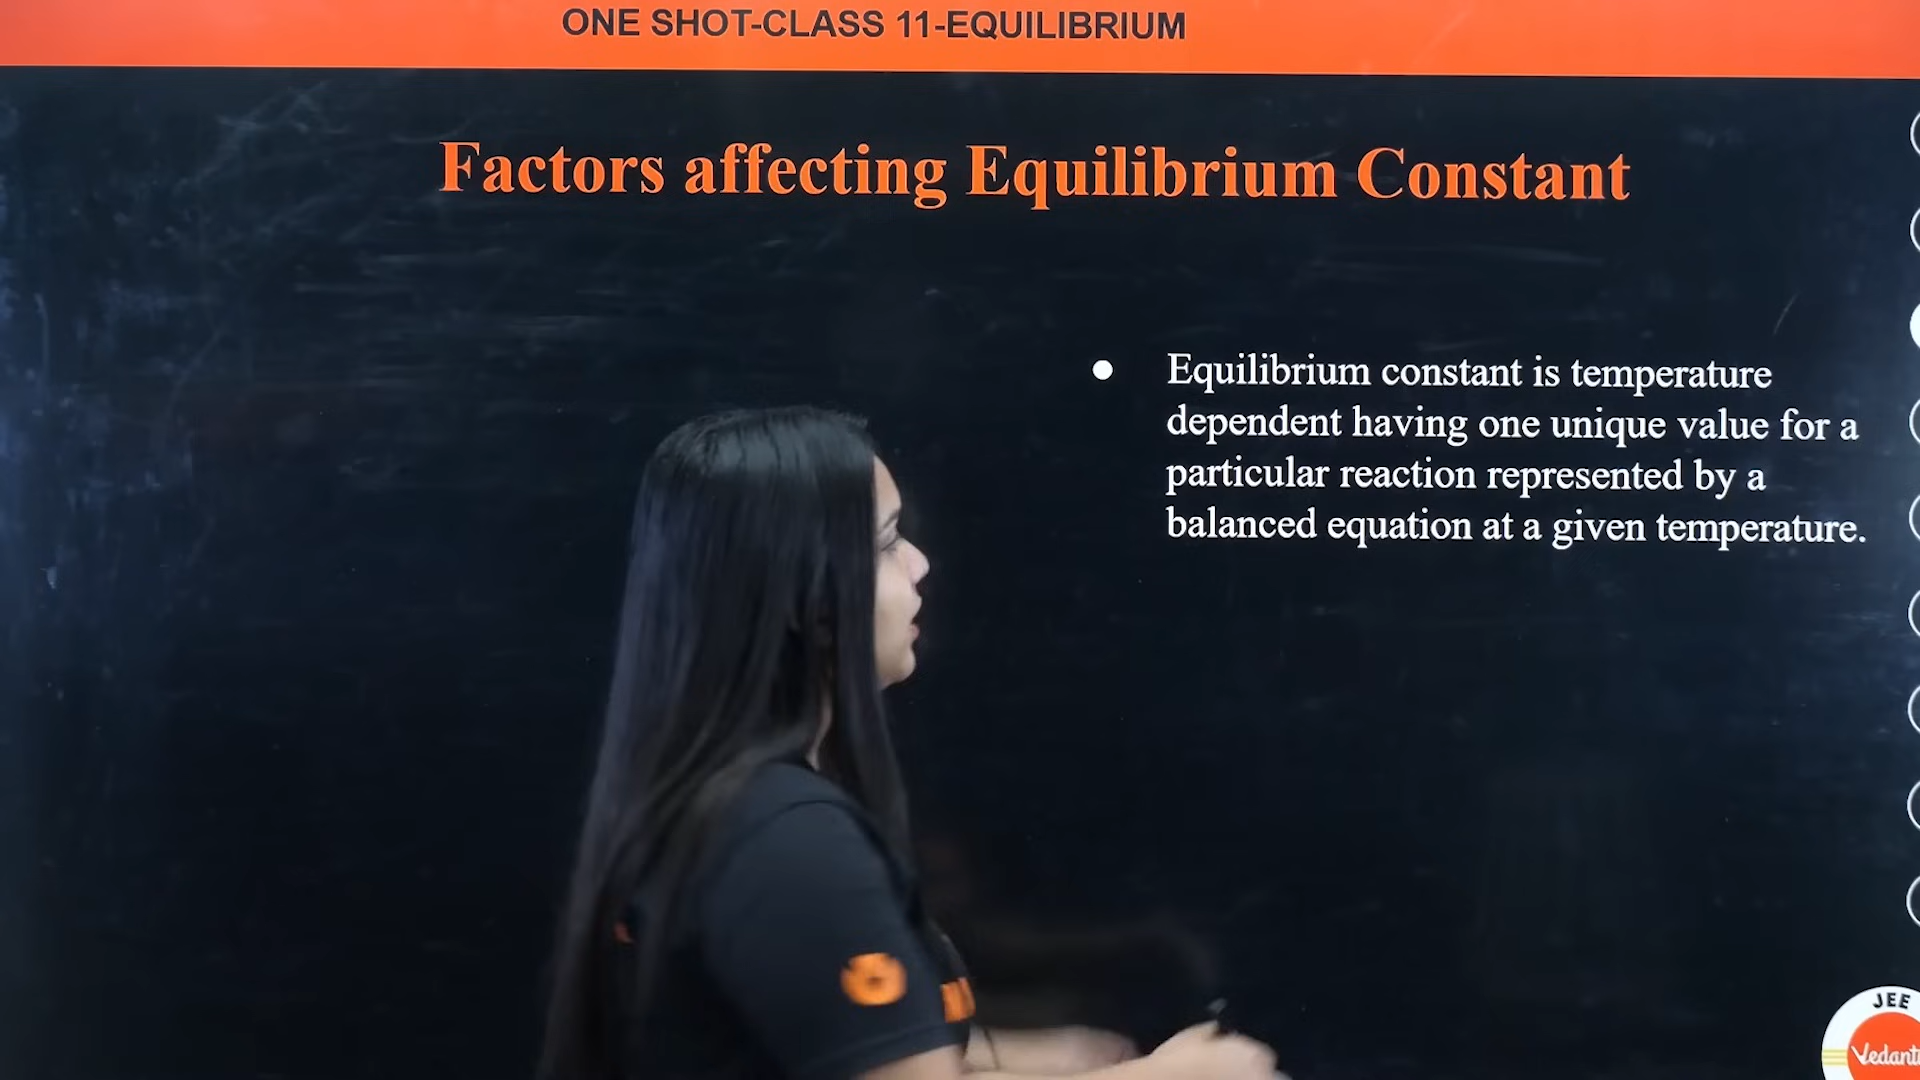 ONE SHOT-CLASS 11-EQUILIBRIUM
Factors affecting Equilibrium Constant
● Equilibrium constant is temperature
dependent having one unique value for a
particular reaction represented by a
balanced equation at a given temperature.
JEE